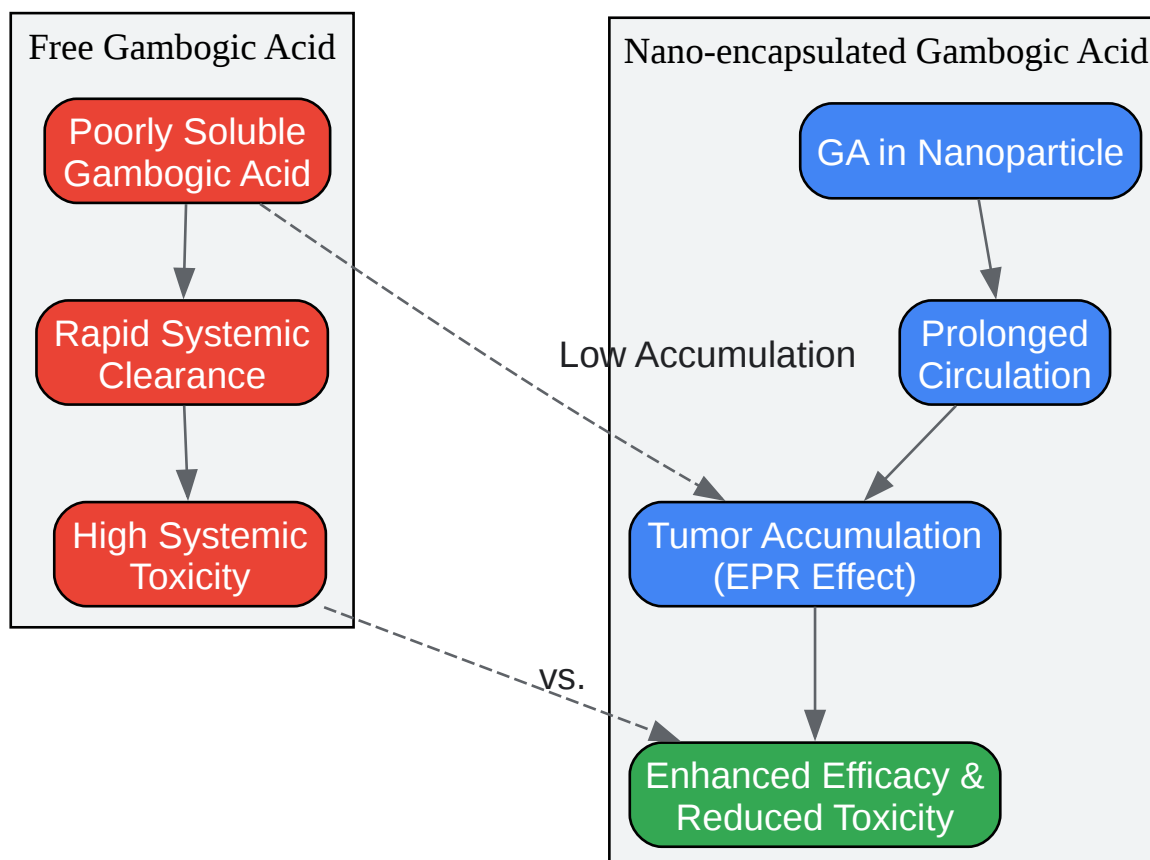 Free Gambogic Acid
Poorly Soluble
Gambogic Acid
Rapid Systemic
Clearance
High Systemic
Toxicity
Low Accumulation
vs.
Nano-encapsulated Gambogic Acid
GA in Nanoparticle
Prolonged
Circulation
Tumor Accumulation
(EPR Effect)
Enhanced Efficacy &
Reduced Toxicity